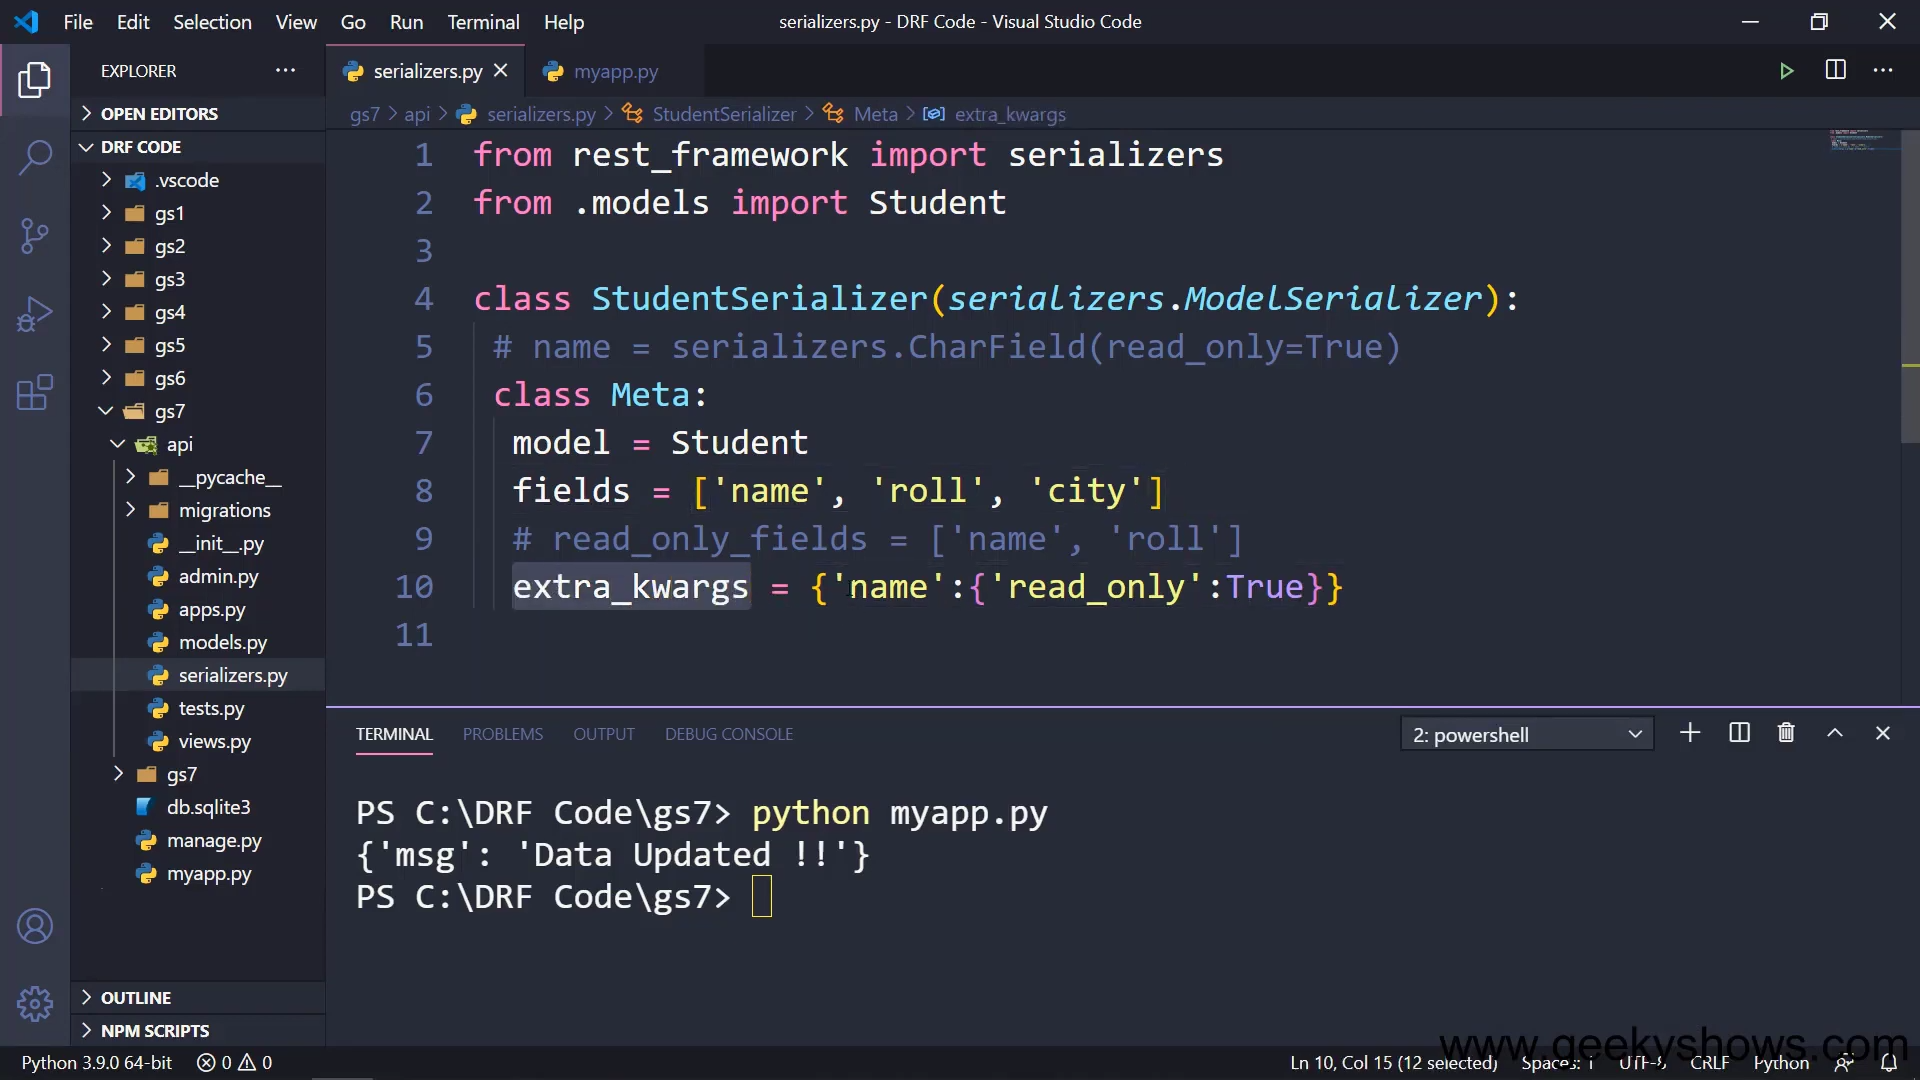 File Edit Selection View Go Run Terminal Help serializers.py - DRF Code - Visual Studio Code
EXPLORER
serializers.py myapp.py
OPEN EDITORS
gs7 > api > serializers.py > StudentSerializer > Meta > extra_kwargs
DRF CODE
.vscode
gs1
gs2
gs3
gs4
gs5
gs6
gs7
api
__pycache__
migrations
__init__.py
admin.py
apps.py
models.py
serializers.py
tests.py
views.py
gs7
db.sqlite3
manage.py
myapp.py
OUTLINE
NPM SCRIPTS
1 from rest_framework import serializers
2 from .models import Student
3
4 class StudentSerializer(serializers.ModelSerializer):
5 # name = serializers.CharField(read_only=True)
6 class Meta:
7 model = Student
8 fields = ['name', 'roll', 'city']
9 # read_only_fields = ['name', 'roll']
10 extra_kwargs = {'name':{'read_only':True}}
11
TERMINAL PROBLEMS OUTPUT DEBUG CONSOLE 2: powershell
PS C:\DRF Code\gs7> python myapp.py
{'msg': 'Data Updated !!'}
PS C:\DRF Code\gs7>
www.geekyshows.com
Python 3.9.0 64-bit 0 0 Ln 10, Col 15 (12 selected) Spaces: 1 UTF-8 CRLF Python